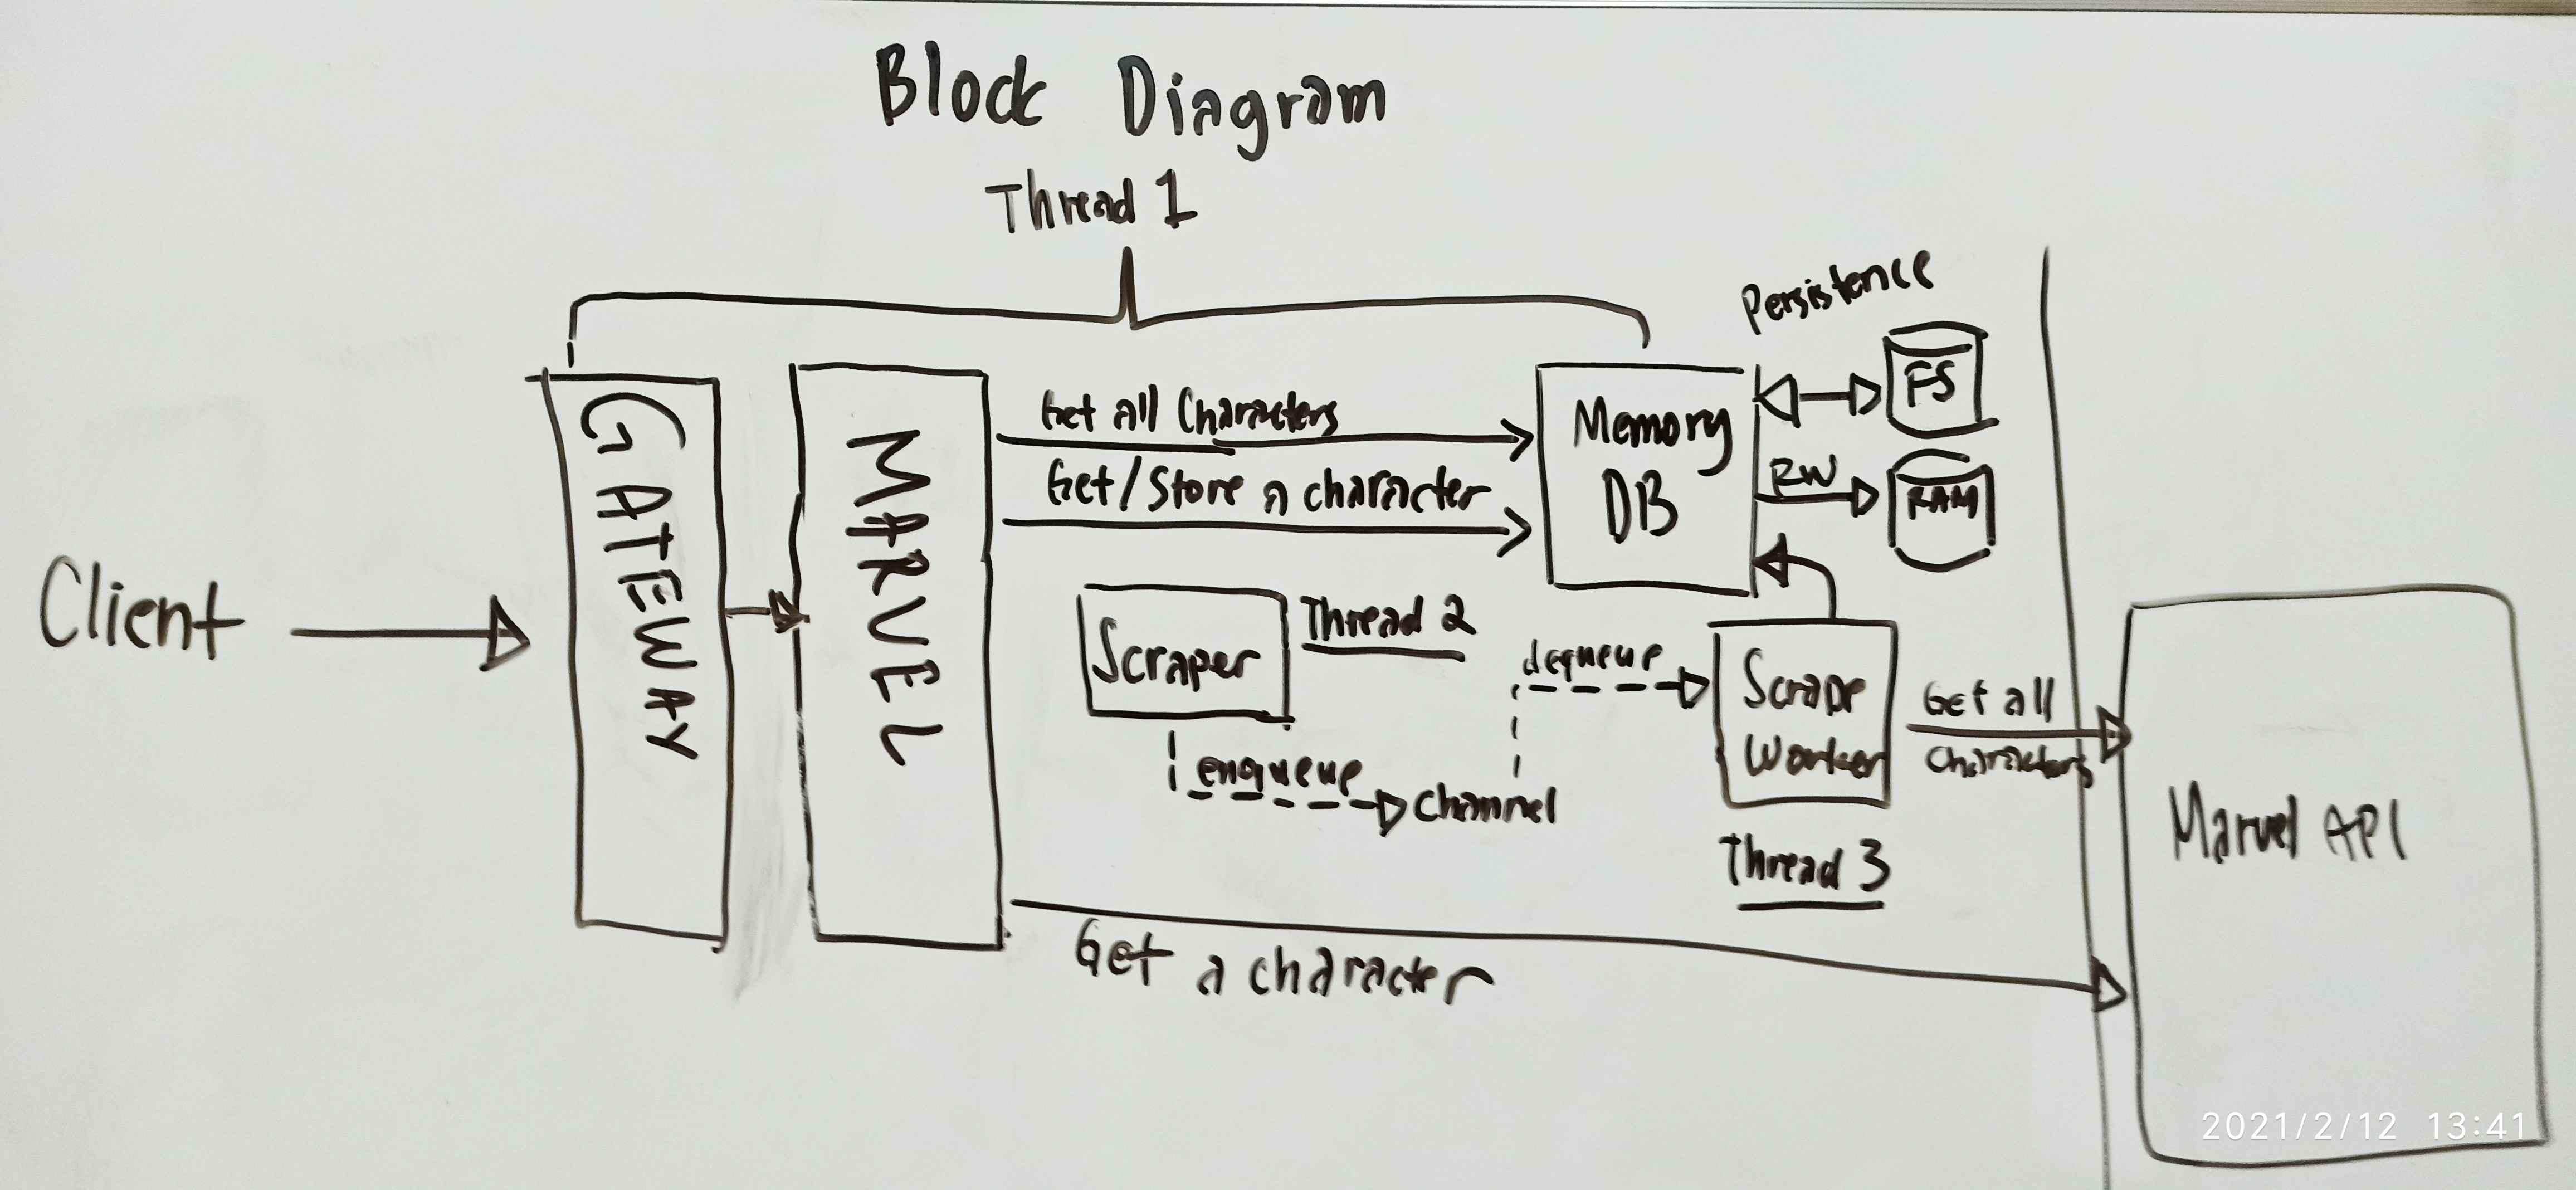 Block Diagram
Thread 1
Persistence
FS
GATEWAY
MARVEL
Get all Characters
Memory
DB
RW
RAM
Get/Store a character
Client
Scraper
Thread 2
dequeue
Scrape
Worker
Get all
Characters
enqueue
Channel
Marvel API
Thread 3
Get a character
2021/2/12 13:41